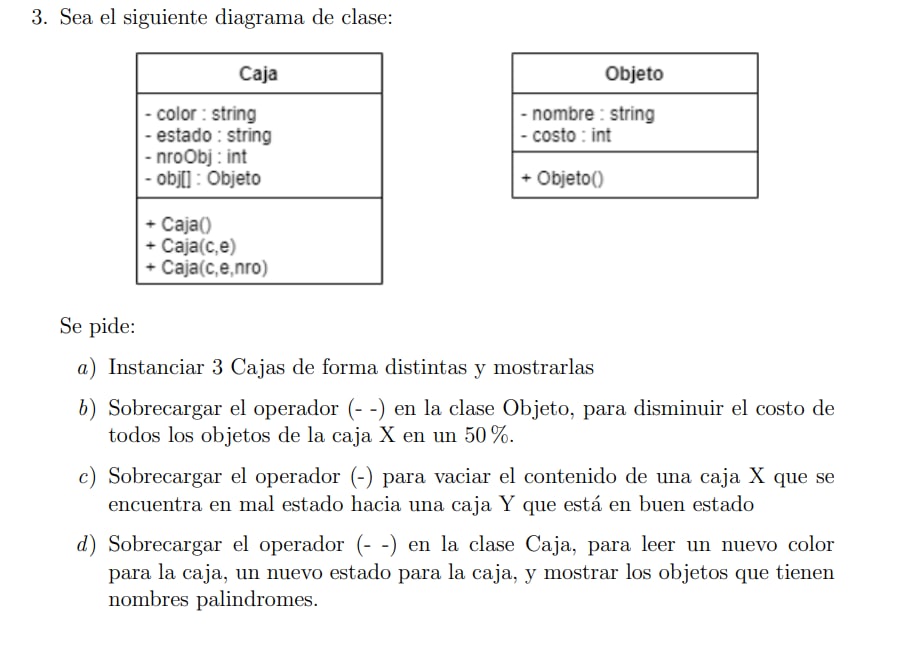 3. Sea el siguiente diagrama de clase:
Caja
- color : string
- estado : string
- nroObj : int
- obj[] : Objeto
+ Caja()
+ Caja(c,e)
+ Caja(c,e,nro)
Objeto
- nombre : string
- costo : int
+ Objeto()
Se pide:
a) Instanciar 3 Cajas de forma distintas y mostrarlas
b) Sobrecargar el operador (- -) en la clase Objeto, para disminuir el costo de
todos los objetos de la caja X en un 50 %.
c) Sobrecargar el operador (-) para vaciar el contenido de una caja X que se
encuentra en mal estado hacia una caja Y que está en buen estado
d) Sobrecargar el operador (- -) en la clase Caja, para leer un nuevo color
para la caja, un nuevo estado para la caja, y mostrar los objetos que tienen
nombres palindromes.